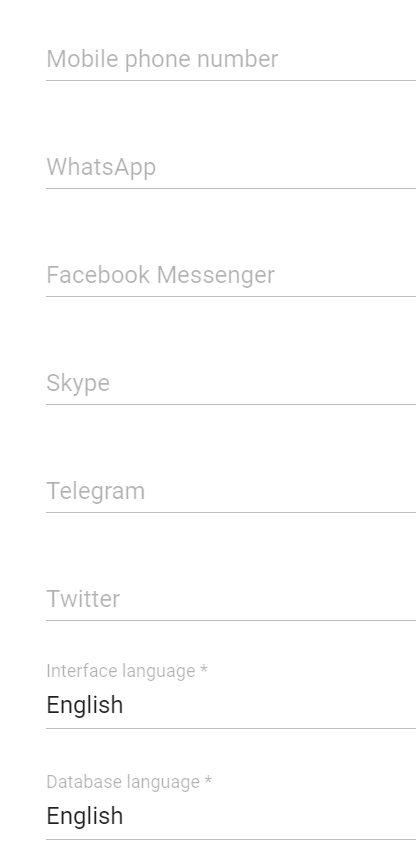 Mobile phone number
WhatsApp
Facebook Messenger
Skype
Telegram
Twitter
Interface language *
English
Database language *
English